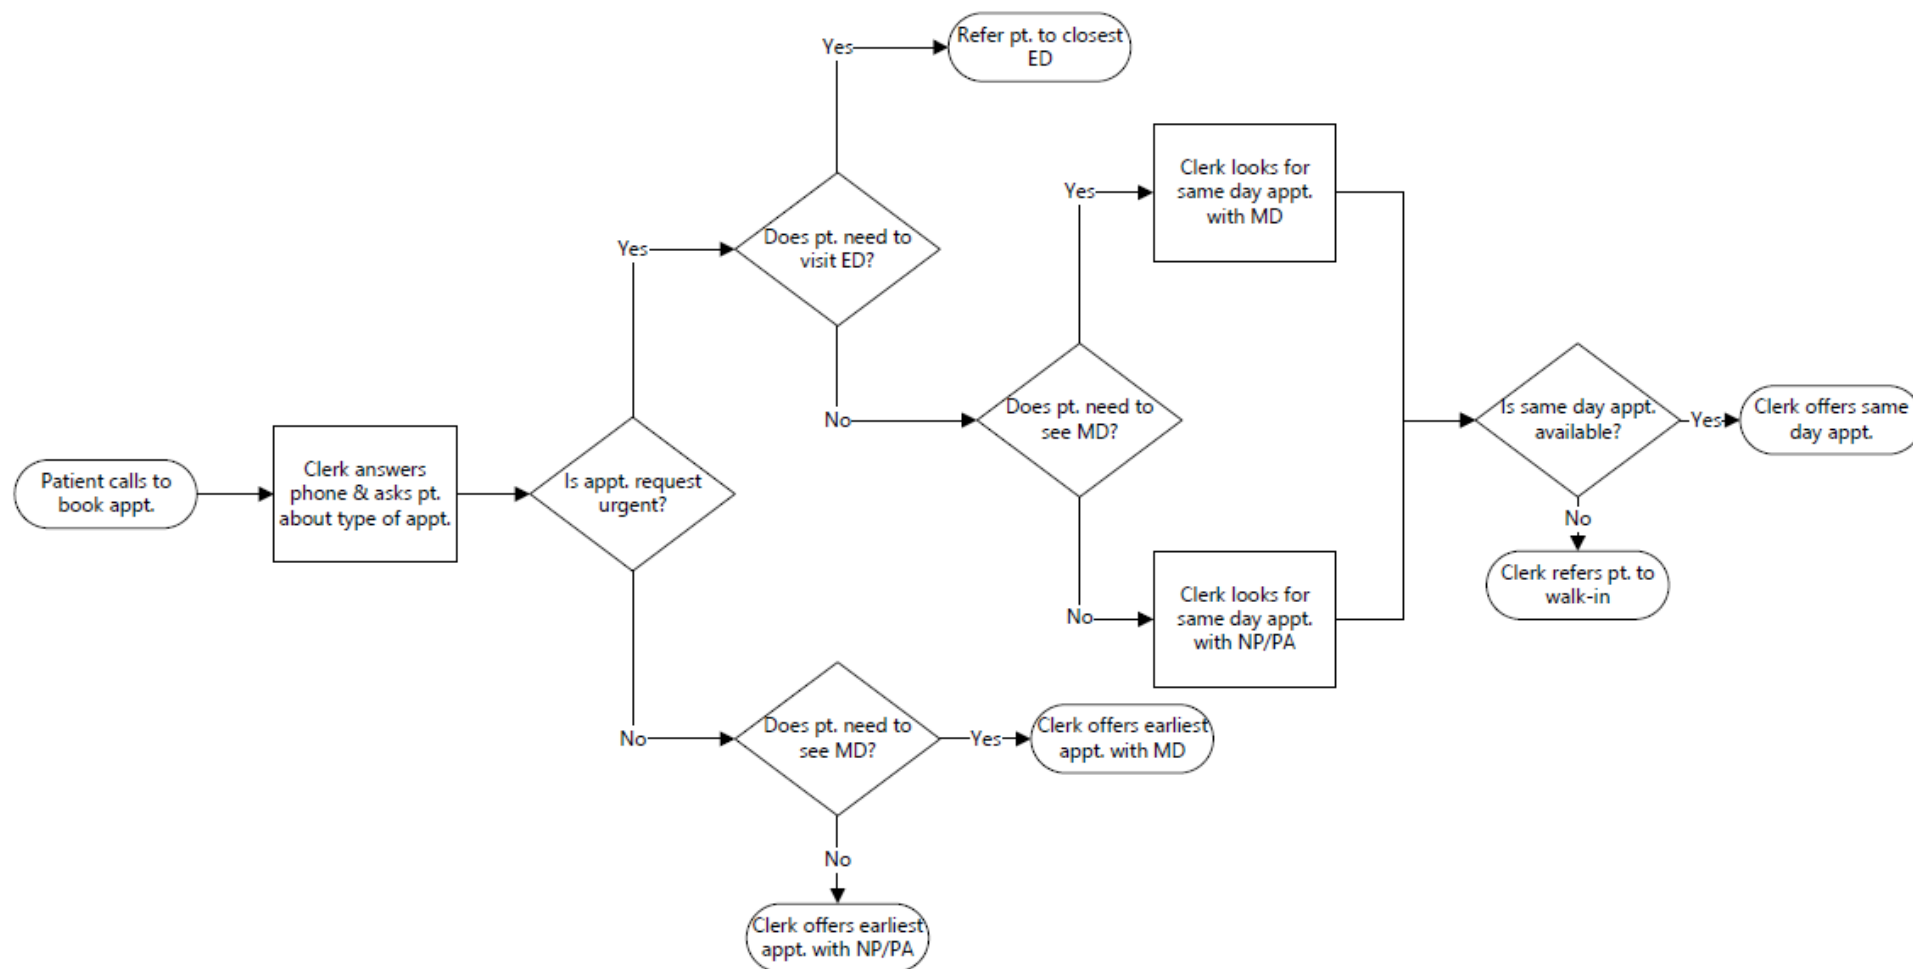 Yes
Refer pt. to closest
ED
Clerk looks for
same day appt.
with MD
Yes
Yes
Does pt. need to
visit ED?
No
Does pt. need to
see MD?
Is same day appt.
available?
Yes
Clerk offers same
day appt.
Patient calls to
book appt.
Clerk answers
phone & asks pt.
about type of appt.
Is appt. request
urgent?
No
Clerk refers pt. to
walk-in
No
Clerk looks for
same day appt.
with NP/PA
No
Does pt. need to
see MD?
Yes
Clerk offers earliest
appt. with MD
No
Clerk offers earliest
appt. with NP/PA